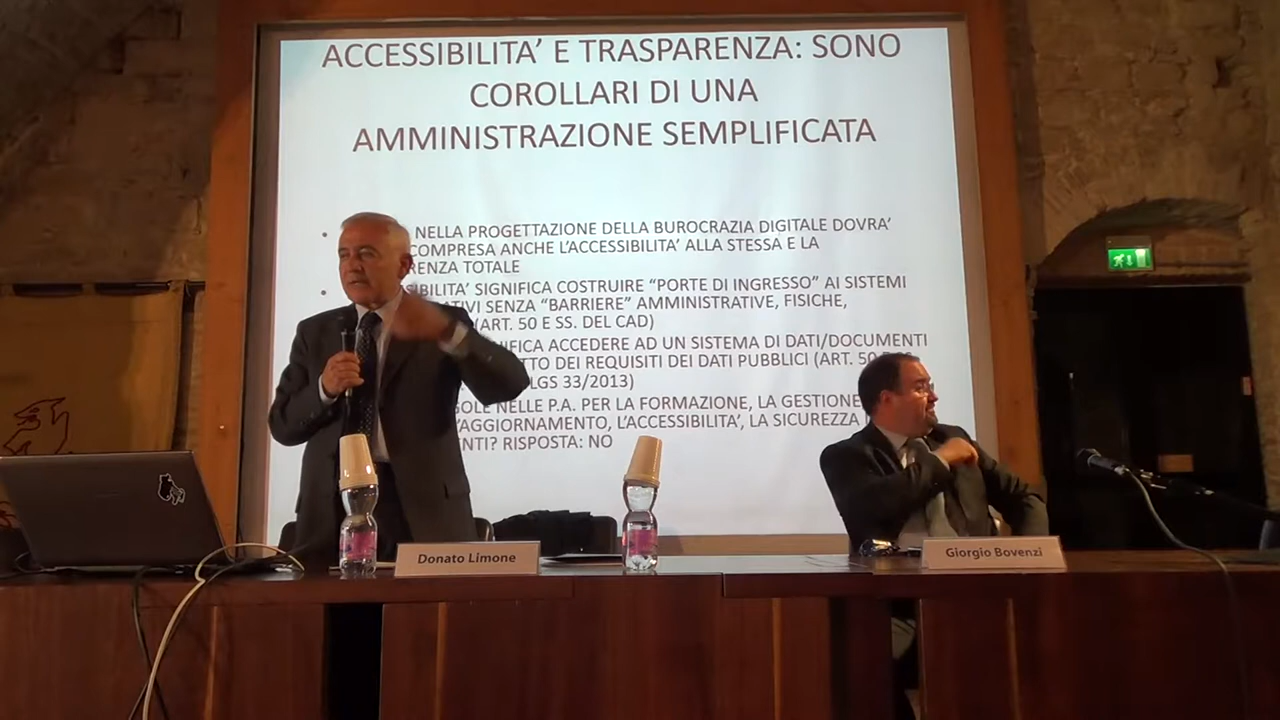 ACCESSIBILITA’ E TRASPARENZA: SONO
COROLLARI DI UNA
AMMINISTRAZIONE SEMPLIFICATA
• NELLA PROGETTAZIONE DELLA BUROCRAZIA DIGITALE DOVRA’
COMPRESA ANCHE L’ACCESSIBILITA’ ALLA STESSA E LA
RENZA TOTALE
• SIBILITA’ SIGNIFICA COSTRUIRE “PORTE DI INGRESSO” AI SISTEMI
ATIVI SENZA “BARRIERE” AMMINISTRATIVE, FISICHE,
(ART. 50 E SS. DEL CAD)
NIFICA ACCEDERE AD UN SISTEMA DI DATI/DOCUMENTI
TTO DEI REQUISITI DEI DATI PUBBLICI (ART. 50
LGS 33/2013)
GOLE NELLE P.A. PER LA FORMAZIONE, LA GESTIONE
L’AGGIORNAMENTO, L’ACCESSIBILITA’, LA SICUREZZA
NTI? RISPOSTA: NO
Donato Limone
Giorgio Bovenzi